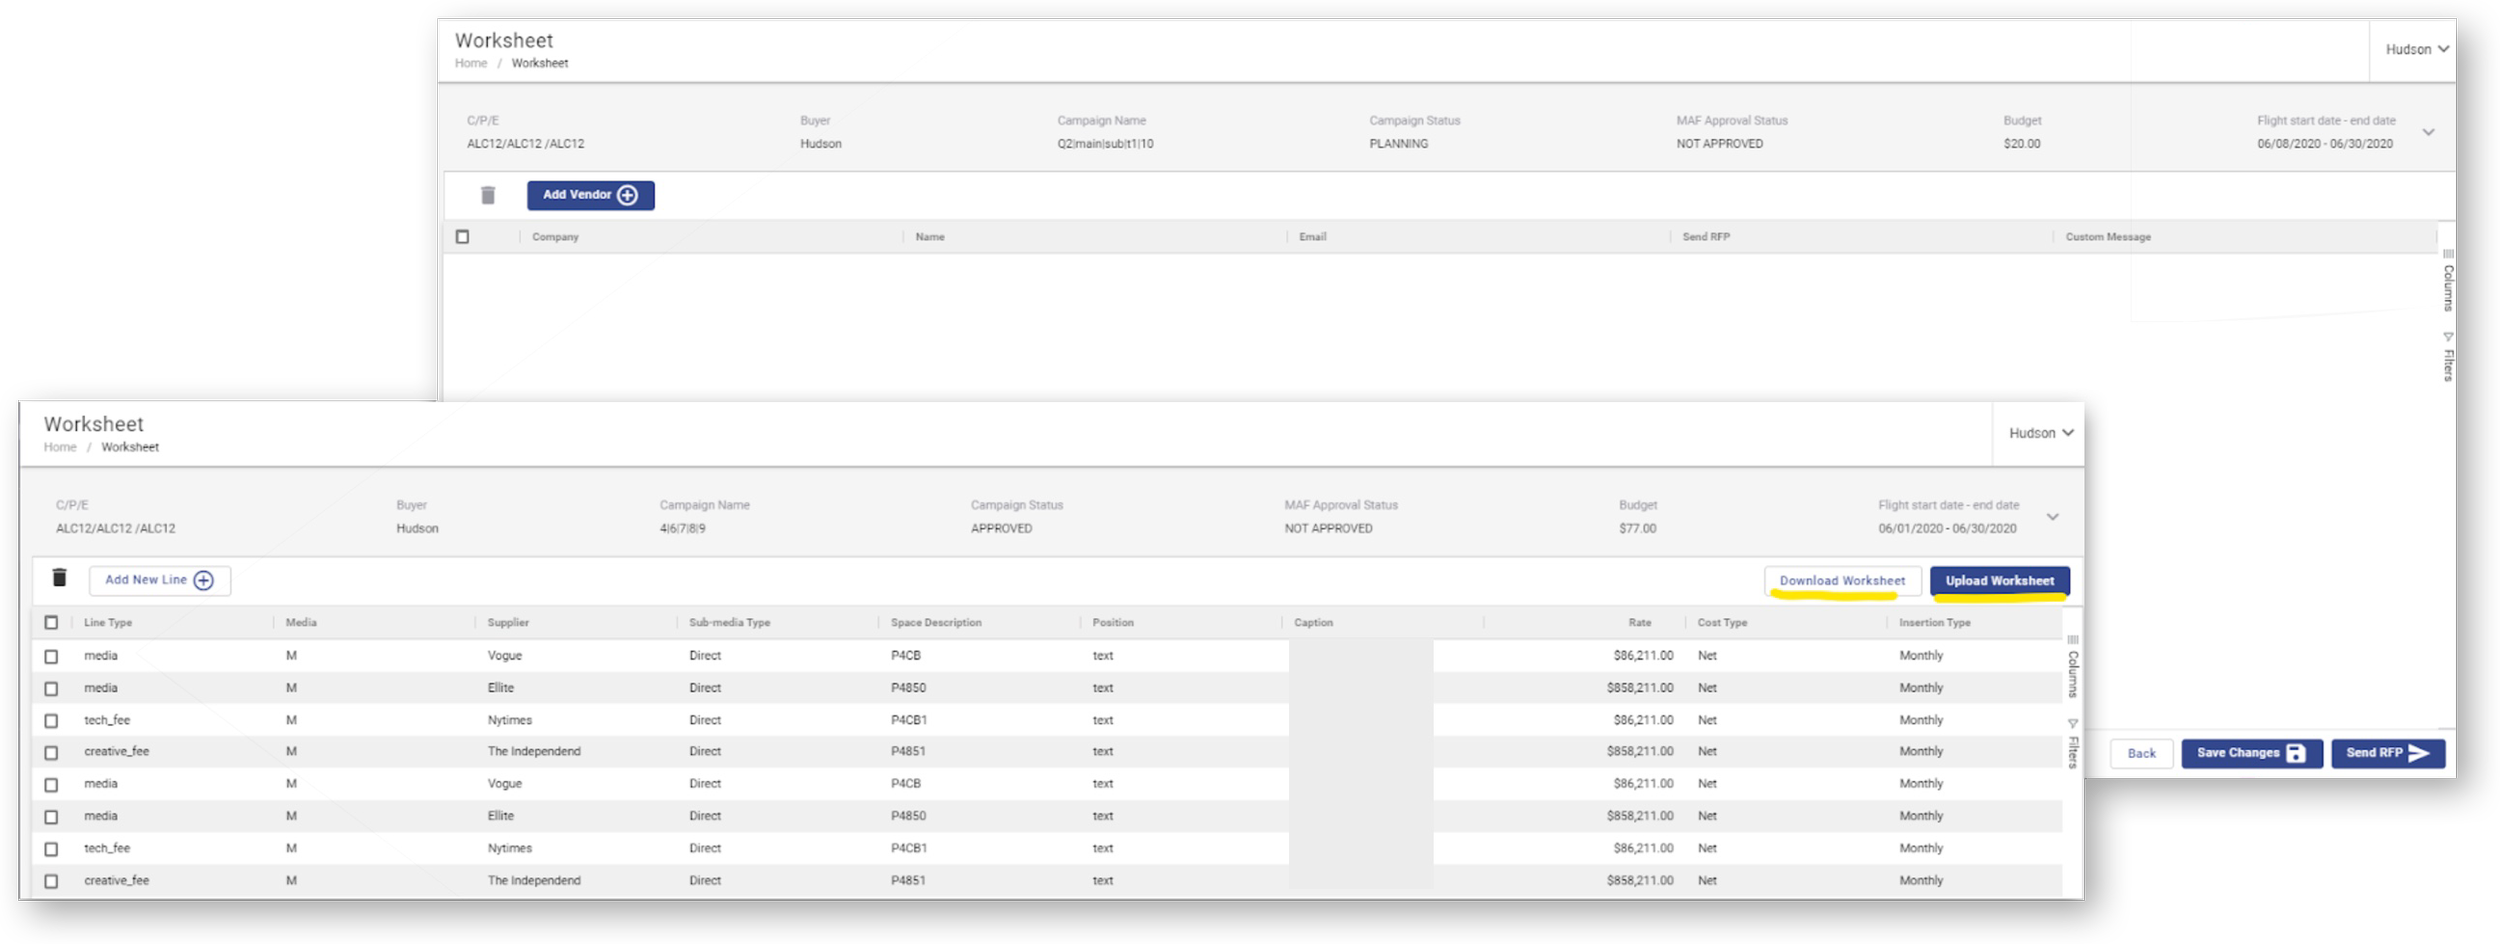 Worksheet
Hudson
Home / Worksheet
C/P/E Buyer Campaign Name Campaign Status MAF Approval Status Budget Flight start date - end date
ALC12/ALC12 /ALC12 Hudson Q2|main|sub|t1|10 PLANNING NOT APPROVED $20.00 06/08/2020 - 06/30/2020
Add Vendor
Company Name Email Send RFP Custom Message
Columns
Filters
Back Save Changes Send RFP
Worksheet
Hudson
Home / Worksheet
C/P/E Buyer Campaign Name Campaign Status MAF Approval Status Budget Flight start date - end date
ALC12/ALC12 /ALC12 Hudson 4|6|7|8|9 APPROVED NOT APPROVED $77.00 06/01/2020 - 06/30/2020
Add New Line Download Worksheet Upload Worksheet
Line Type Media Supplier Sub-media Type Space Description Position Caption Rate Cost Type Insertion Type
media M Vogue Direct P4CB text $86,211.00 Net Monthly
media M Ellite Direct P4850 text $858,211.00 Net Monthly
tech_fee M Nytimes Direct P4CB1 text $86,211.00 Net Monthly
creative_fee M The Independend Direct P4851 text $858,211.00 Net Monthly
media M Vogue Direct P4CB text $86,211.00 Net Monthly
media M Ellite Direct P4850 text $858,211.00 Net Monthly
tech_fee M Nytimes Direct P4CB1 text $86,211.00 Net Monthly
creative_fee M The Independend Direct P4851 text $858,211.00 Net Monthly
Columns
Filters